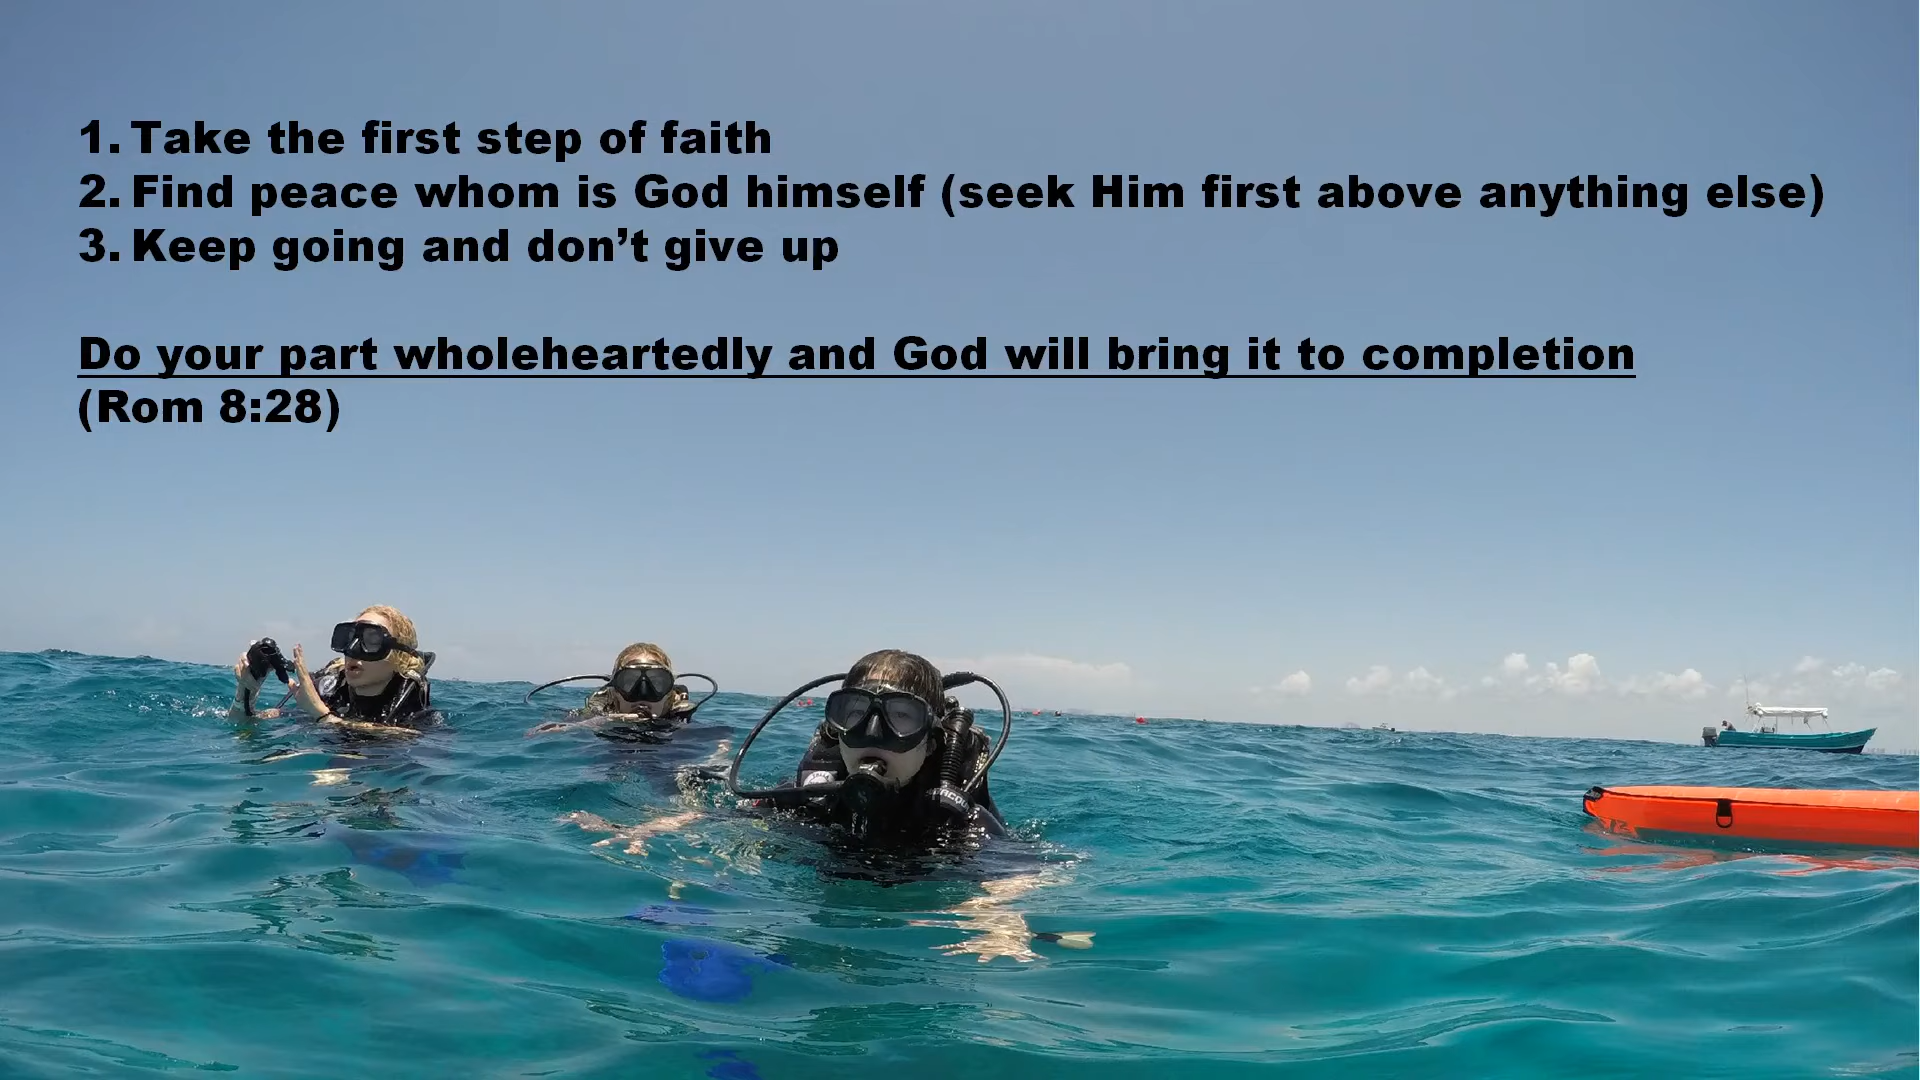 1. Take the first step of faith
2. Find peace whom is God himself (seek Him first above anything else)
3. Keep going and don’t give up
Do your part wholeheartedly and God will bring it to completion
(Rom 8:28)